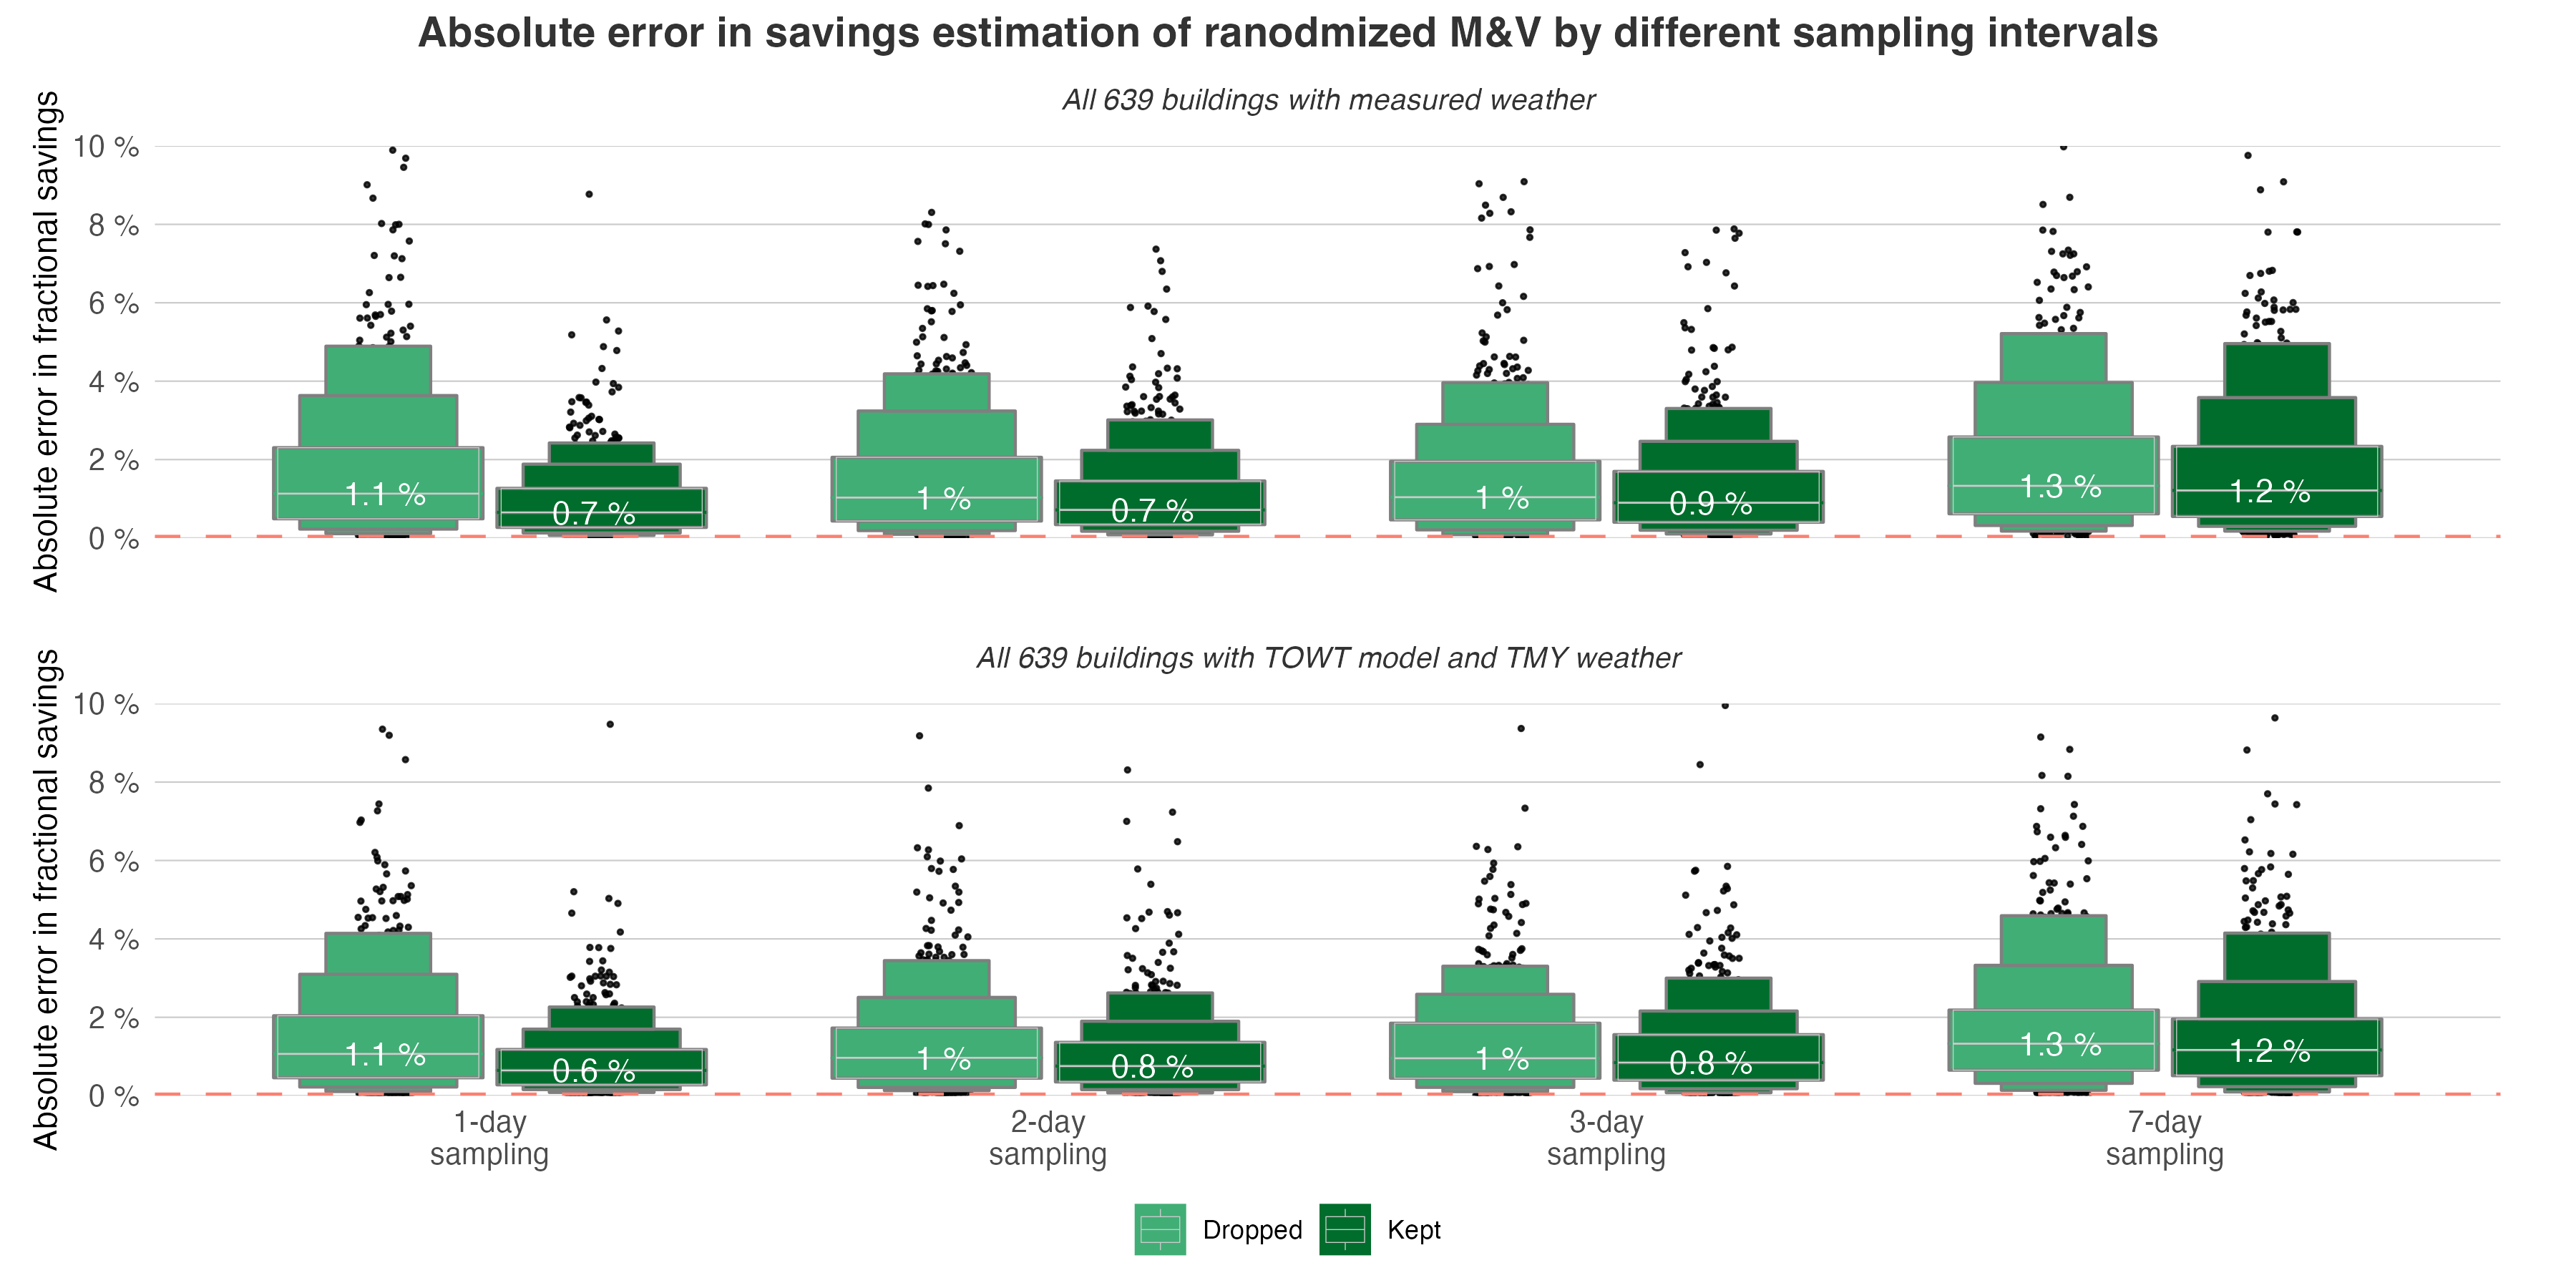 Absolute error in savings estimation of ranodmized M&V by different sampling intervals
All 639 buildings with measured weather
Absolute error in fractional savings
10 %
8 %
6 %
4 %
2 %
0 %
1.1 %
0.7 %
1 %
0.7 %
1 %
0.9 %
1.3 %
1.2 %
All 639 buildings with TOWT model and TMY weather
Absolute error in fractional savings
10 %
8 %
6 %
4 %
2 %
0 %
1.1 %
0.6 %
1 %
0.8 %
1 %
0.8 %
1.3 %
1.2 %
1-day
sampling
2-day
sampling
3-day
sampling
7-day
sampling
Dropped
Kept